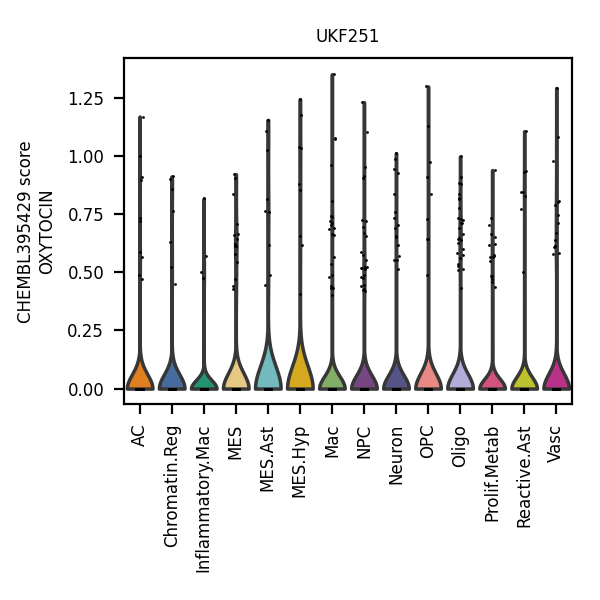 UKF251
CHEMBL395429 score
OXYTOCIN
1.25
1.00
0.75
0.50
0.25
0.00
AC
Chromatin.Reg
Inflammatory.Mac
MES
MES.Ast
MES.Hyp
Mac
NPC
Neuron
OPC
Oligo
Prolif.Metab
Reactive.Ast
Vasc